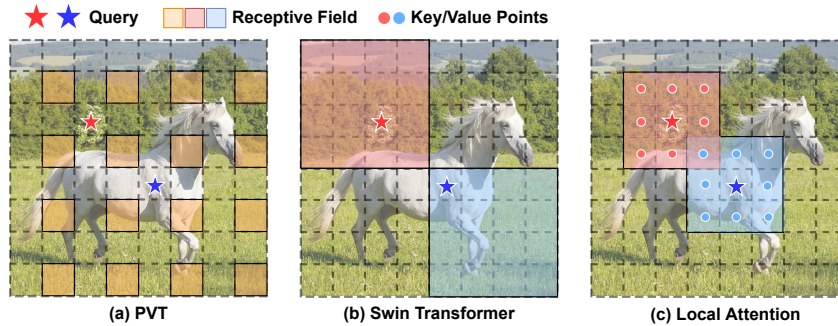 Query Receptive Field Key/Value Points
(a) PVT (b) Swin Transformer (c) Local Attention